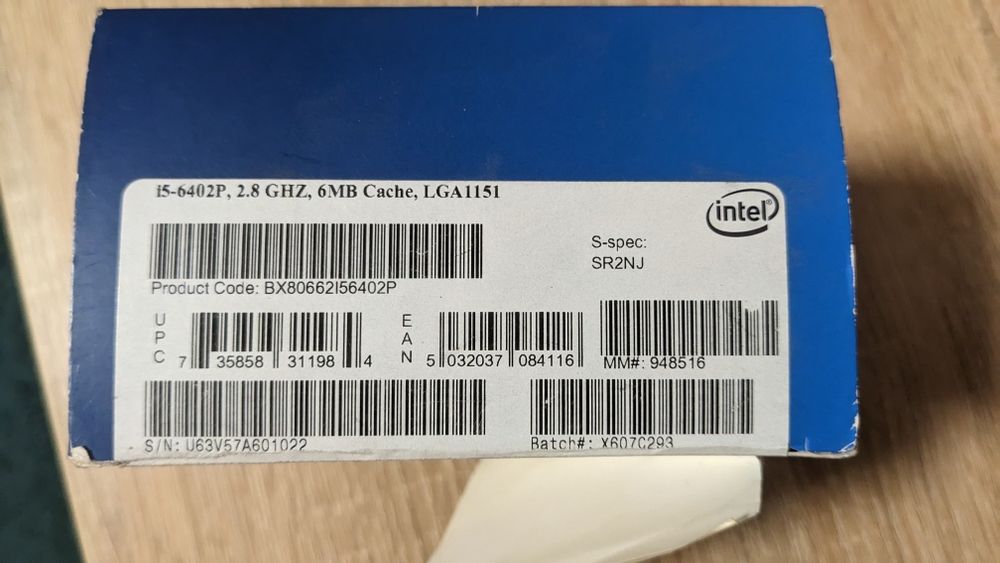 i5-6402P, 2.8 GHZ, 6MB Cache, LGA1151
intel®
S-spec:
SR2NJ
Product Code: BX80662I56402P
UPC 7 35858 31198 4
EAN 5 032037 084116
MM#: 948516
S/N: U63V57A601022
Batch#: X607C293